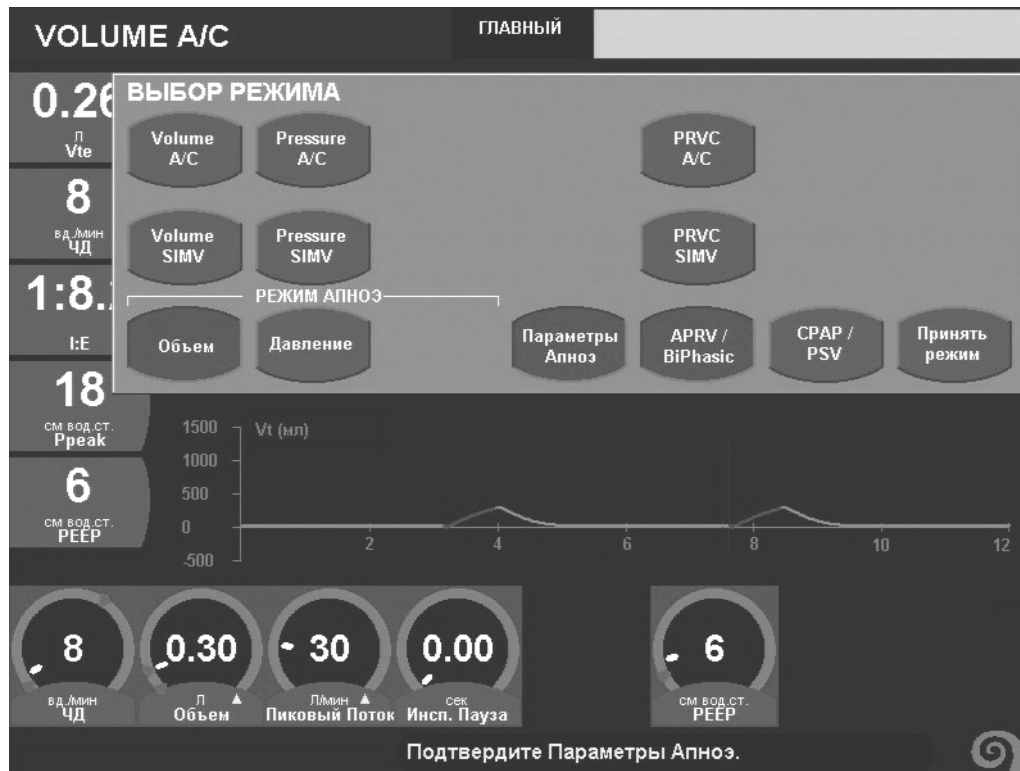 VOLUME A/C
ГЛАВНЫЙ
ВЫБОР РЕЖИМА
0.26
Л
Vte
Volume
A/C
Pressure
A/C
PRVC
A/C
8
вд./мин
ЧД
Volume
SIMV
Pressure
SIMV
PRVC
SIMV
1:8.
I:E
РЕЖИМ АПНОЭ
Объем
Давление
Параметры
Апноэ
APRV /
BiPhasic
CPAP /
PSV
Принять
режим
18
см вод.ст.
Ppeak
6
см вод.ст.
PEEP
Vt (мл)
1500
1000
500
0
-500
2 4 6 8 10 12
8
вд./мин
ЧД
0.30
Л
Объем
30
Л/мин
Пиковый Поток
0.00
сек
Инсп. Пауза
6
см вод.ст.
PEEP
Подтвердите Параметры Апноэ.